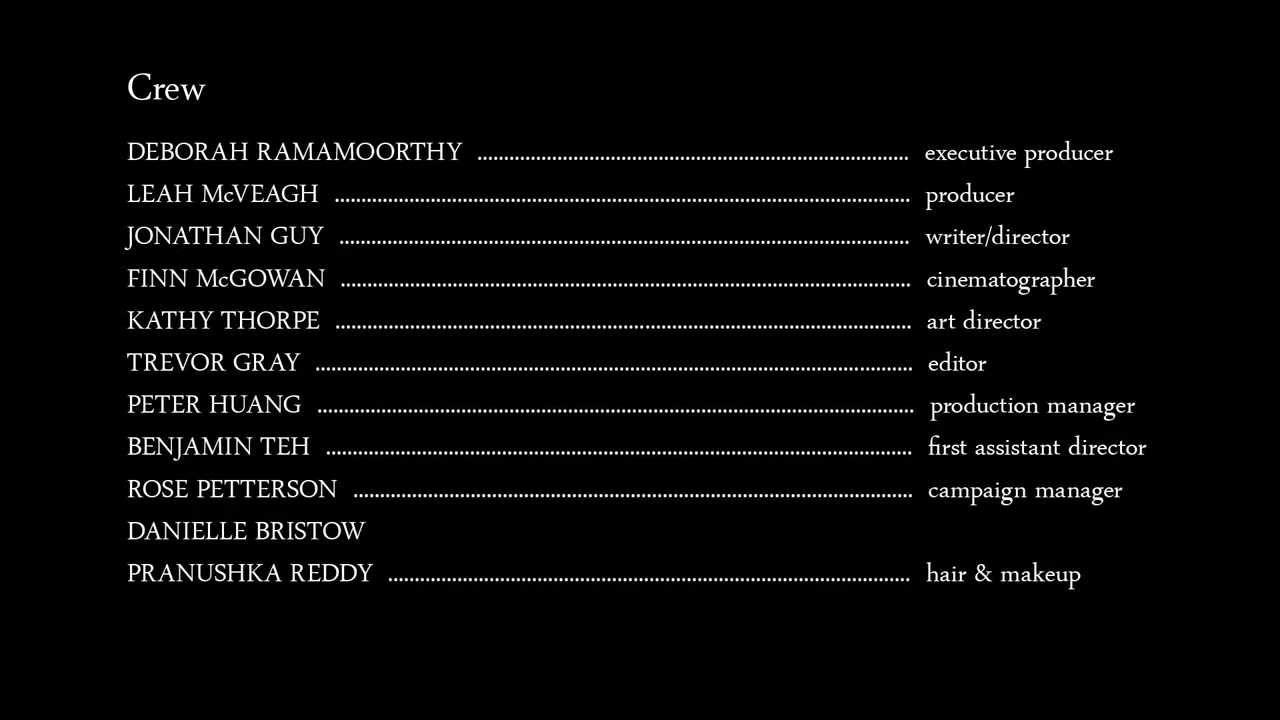 Crew
DEBORAH RAMAMOORTHY ........ executive producer
LEAH McVEAGH ........ producer
JONATHAN GUY ........ writer/director
FINN McGOWAN ........ cinematographer
KATHY THORPE ........ art director
TREVOR GRAY ........ editor
PETER HUANG ........ production manager
BENJAMIN TEH ........ first assistant director
ROSE PETTERSON ........ campaign manager
DANIELLE BRISTOW
PRANUSHKA REDDY ........ hair & makeup